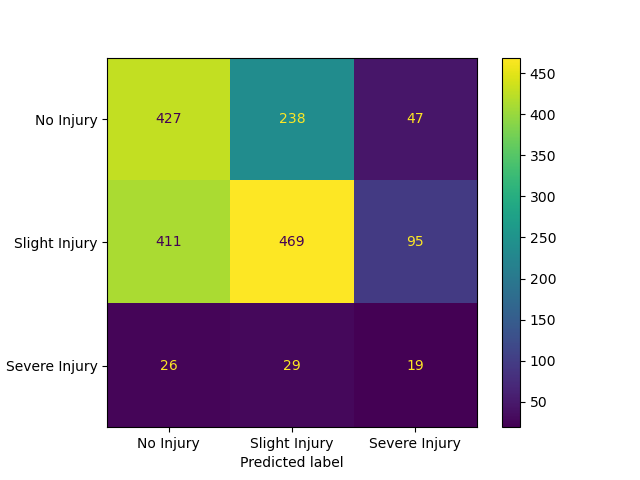 No Injury 427 238 47
Slight Injury 411 469 95
Severe Injury 26 29 19
No Injury Slight Injury Severe Injury
Predicted label
450
400
350
300
250
200
150
100
50